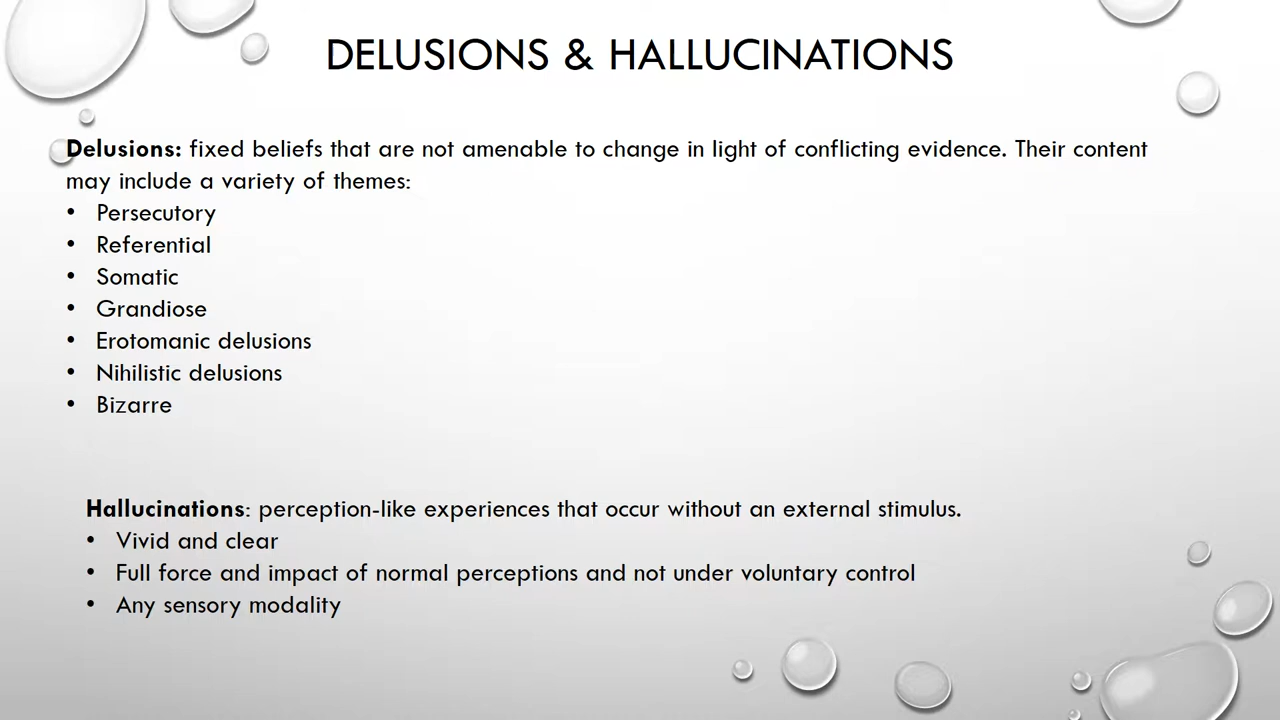 DELUSIONS & HALLUCINATIONS
Delusions: fixed beliefs that are not amenable to change in light of conflicting evidence. Their content
may include a variety of themes:
• Persecutory
• Referential
• Somatic
• Grandiose
• Erotomanic delusions
• Nihilistic delusions
• Bizarre
Hallucinations: perception-like experiences that occur without an external stimulus.
• Vivid and clear
• Full force and impact of normal perceptions and not under voluntary control
• Any sensory modality